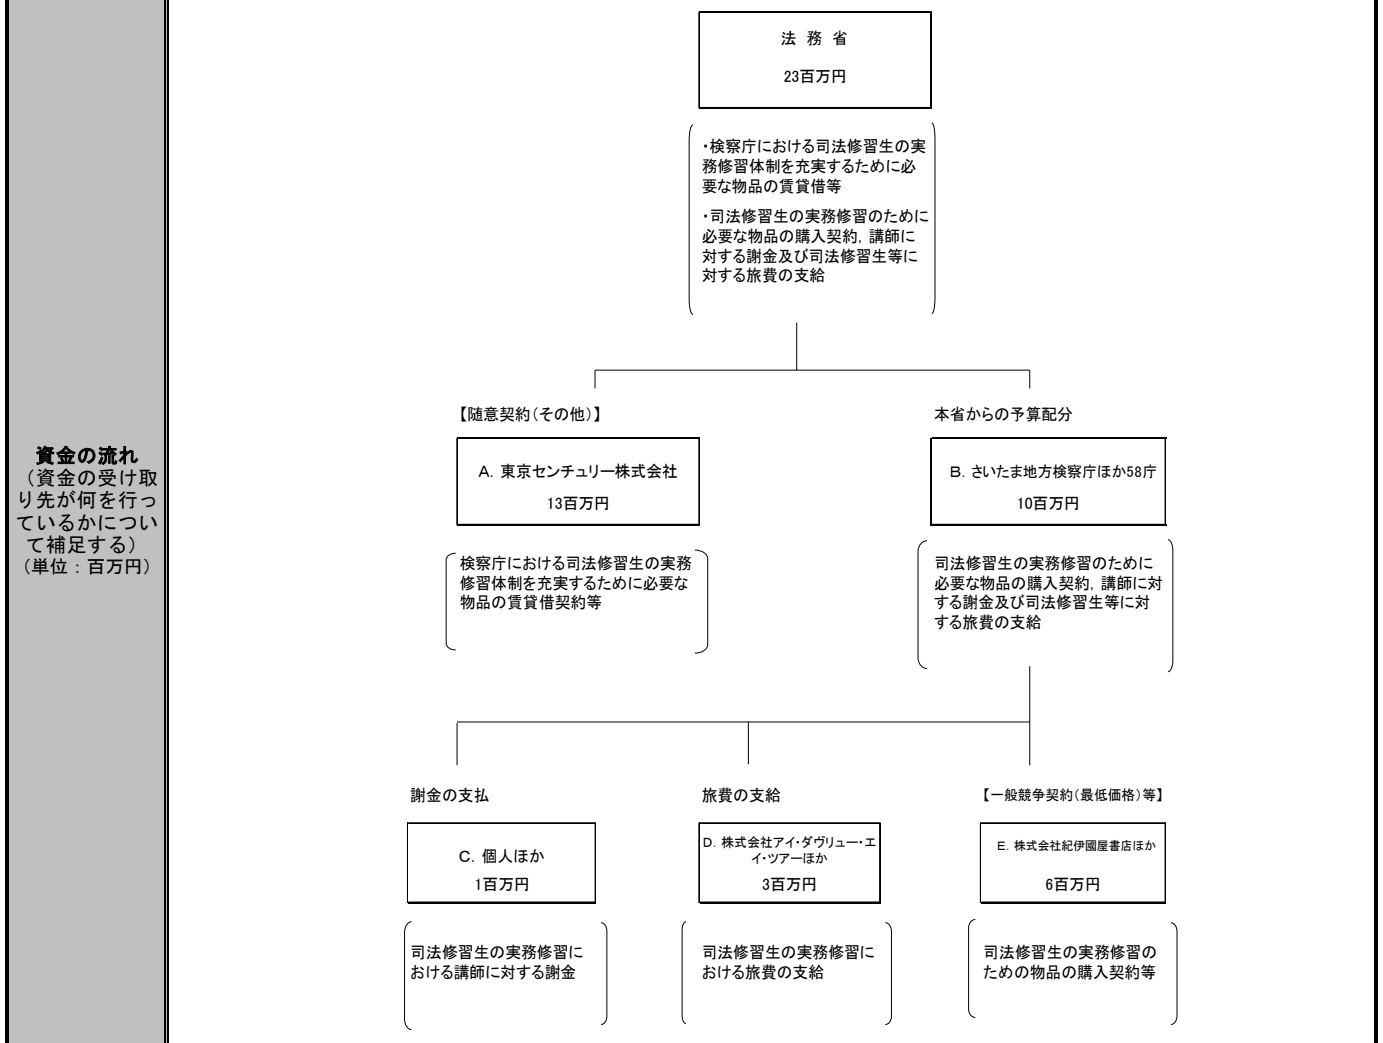 資金の流れ
（資金の受け取
り先が何を行っ
ているかについ
て補足する）
（単位：百万円）
法 務 省
23百万円
・検察庁における司法修習生の実
務修習体制を充実するために必
要な物品の賃貸借等
・司法修習生の実務修習のために
必要な物品の購入契約，講師に
対する謝金及び司法修習生等に
対する旅費の支給
【随意契約（その他）】
A．東京センチュリー株式会社
13百万円
検察庁における司法修習生の実務
修習体制を充実するために必要な
物品の賃貸借契約等
本省からの予算配分
B．さいたま地方検察庁ほか58庁
10百万円
司法修習生の実務修習のために
必要な物品の購入契約，講師に対
する謝金及び司法修習生等に対
する旅費の支給
謝金の支払
C．個人ほか
1百万円
司法修習生の実務修習に
おける講師に対する謝金
旅費の支給
D．株式会社アイ・ダヴリュー・エ
イ・ツアーほか
3百万円
司法修習生の実務修習に
おける旅費の支給
【一般競争契約（最低価格）等】
E．株式会社紀伊國屋書店ほか
6百万円
司法修習生の実務修習の
ための物品の購入契約等